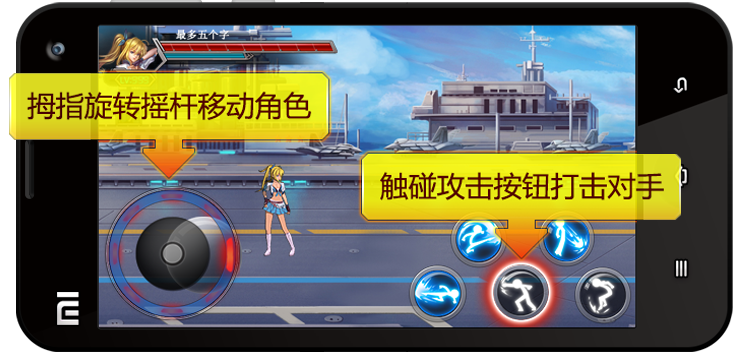 最多五个字
拇指旋转摇杆移动角色
触碰攻击按钮打击对手